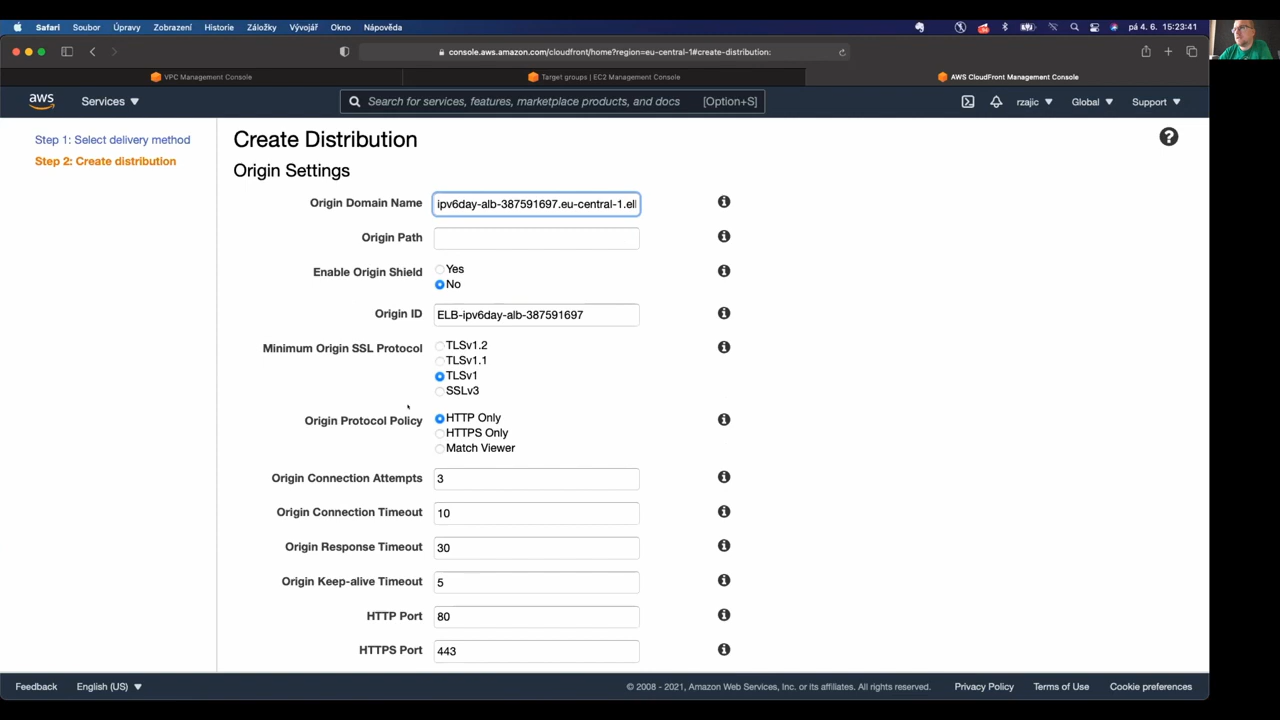 Safari Soubor Úpravy Zobrazení Historie Záložky Vývojář Okno Nápověda pá 4. 6. 15:23:41
console.aws.amazon.com/cloudfront/home?region=eu-central-1#create-distribution:
VPC Management Console Target groups | EC2 Management Console AWS CloudFront Management Console
aws Services Search for services, features, marketplace products, and docs [Option+S] rzajic Global Support
Step 1: Select delivery method
Step 2: Create distribution
Create Distribution
Origin Settings
Origin Domain Name ipv6day-alb-387591697.eu-central-1.el
Origin Path
Enable Origin Shield Yes
No
Origin ID ELB-ipv6day-alb-387591697
Minimum Origin SSL Protocol TLSv1.2
TLSv1.1
TLSv1
SSLv3
Origin Protocol Policy HTTP Only
HTTPS Only
Match Viewer
Origin Connection Attempts 3
Origin Connection Timeout 10
Origin Response Timeout 30
Origin Keep-alive Timeout 5
HTTP Port 80
HTTPS Port 443
Feedback English (US) © 2008 - 2021, Amazon Web Services, Inc. or its affiliates. All rights reserved. Privacy Policy Terms of Use Cookie preferences